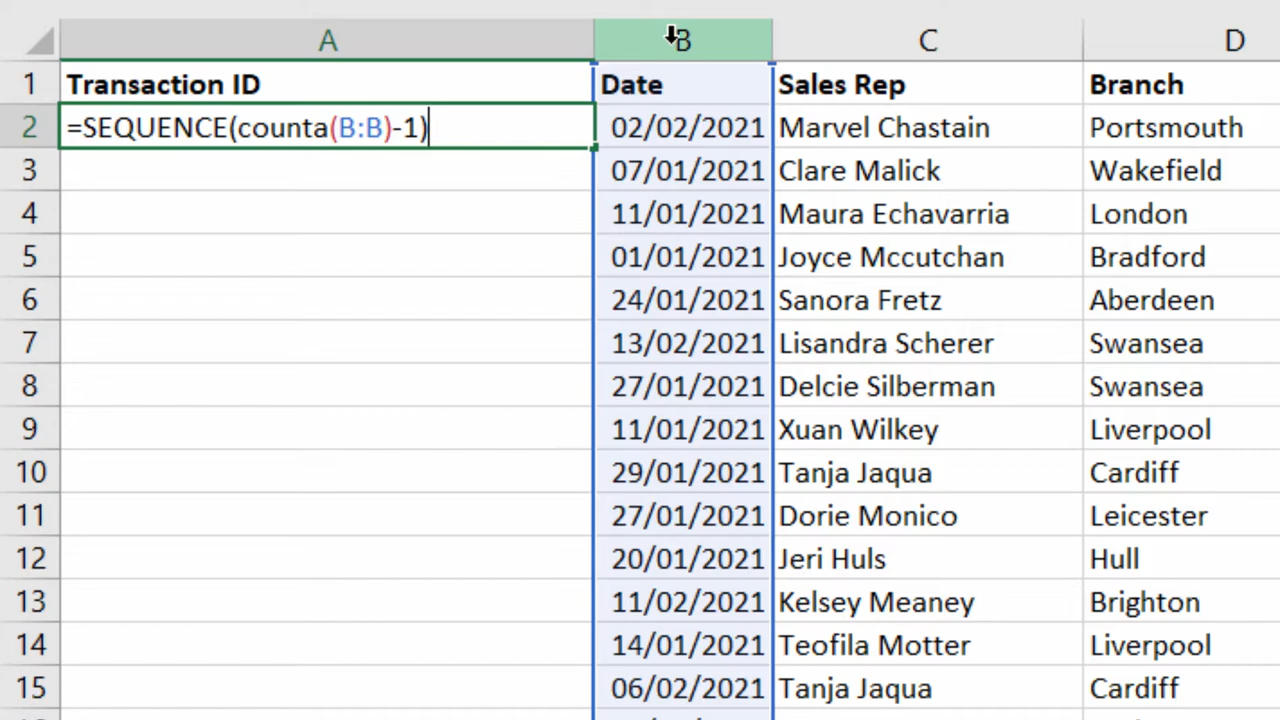 A B C D
1 Transaction ID Date Sales Rep Branch
2 =SEQUENCE(counta(B:B)-1) 02/02/2021 Marvel Chastain Portsmouth
3 07/01/2021 Clare Malick Wakefield
4 11/01/2021 Maura Echavarria London
5 01/01/2021 Joyce Mccutchan Bradford
6 24/01/2021 Sanora Fretz Aberdeen
7 13/02/2021 Lisandra Scherer Swansea
8 27/01/2021 Delcie Silberman Swansea
9 11/01/2021 Xuan Wilkey Liverpool
10 29/01/2021 Tanja Jaqua Cardiff
11 27/01/2021 Dorie Monico Leicester
12 20/01/2021 Jeri Huls Hull
13 11/02/2021 Kelsey Meaney Brighton
14 14/01/2021 Teofila Motter Liverpool
15 06/02/2021 Tanja Jaqua Cardiff